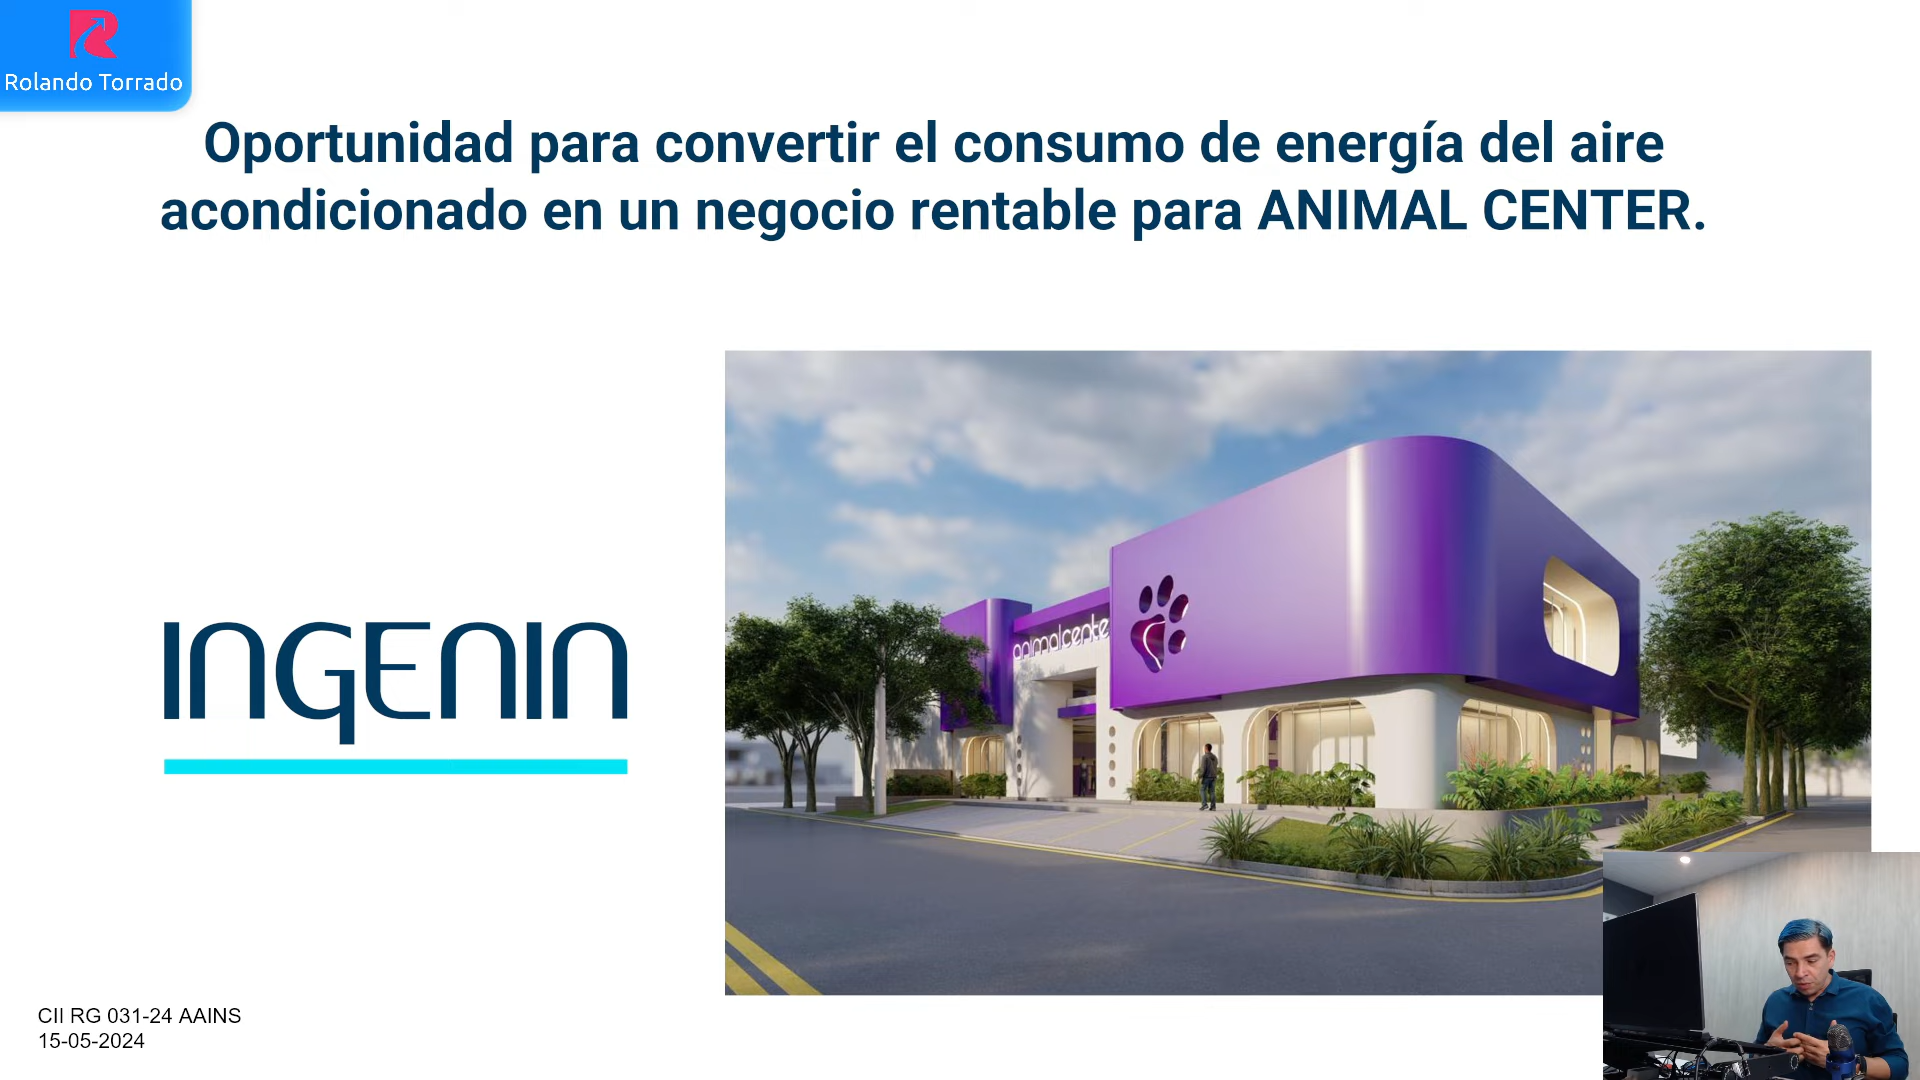 Rolando Torrado
Oportunidad para convertir el consumo de energía del aire
acondicionado en un negocio rentable para ANIMAL CENTER.
animalcente
INGENIN
CII RG 031-24 AAINS
15-05-2024